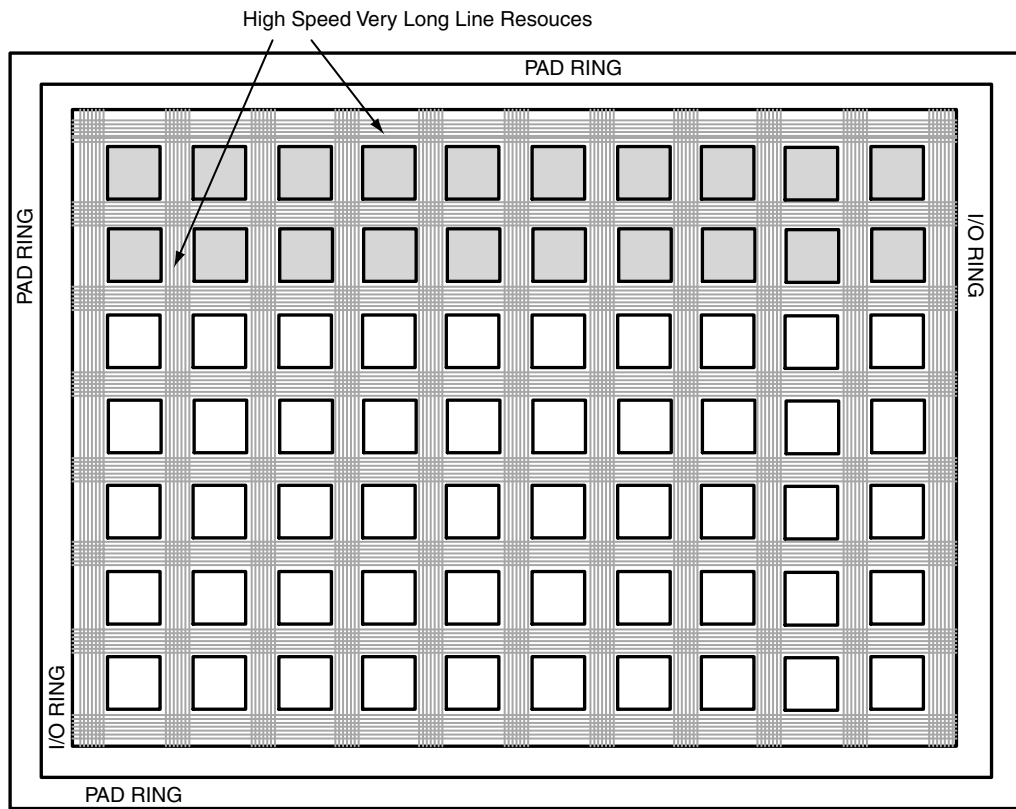 High Speed Very Long Line Resouces
PAD RING
PAD RING
I/O RING
I/O RING
PAD RING